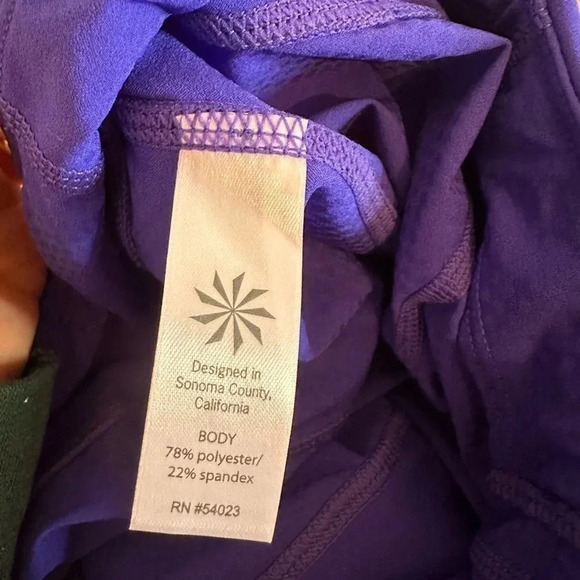 Designed in
Sonoma County,
California
BODY
78% polyester/
22% spandex
RN #54023